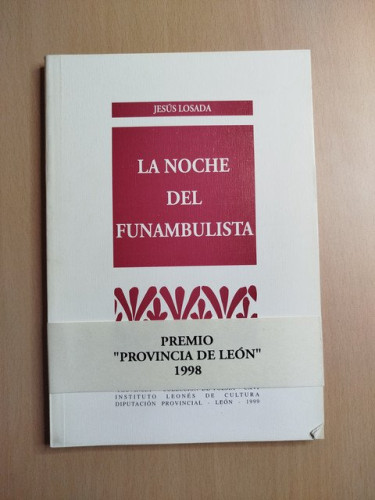 JESÚS LOSADA
LA NOCHE
DEL
FUNAMBULISTA
PREMIO
"PROVINCIA DE LEÓN"
1998
INSTITUTO LEONÉS DE CULTURA
DIPUTACIÓN PROVINCIAL - LEÓN - 1999